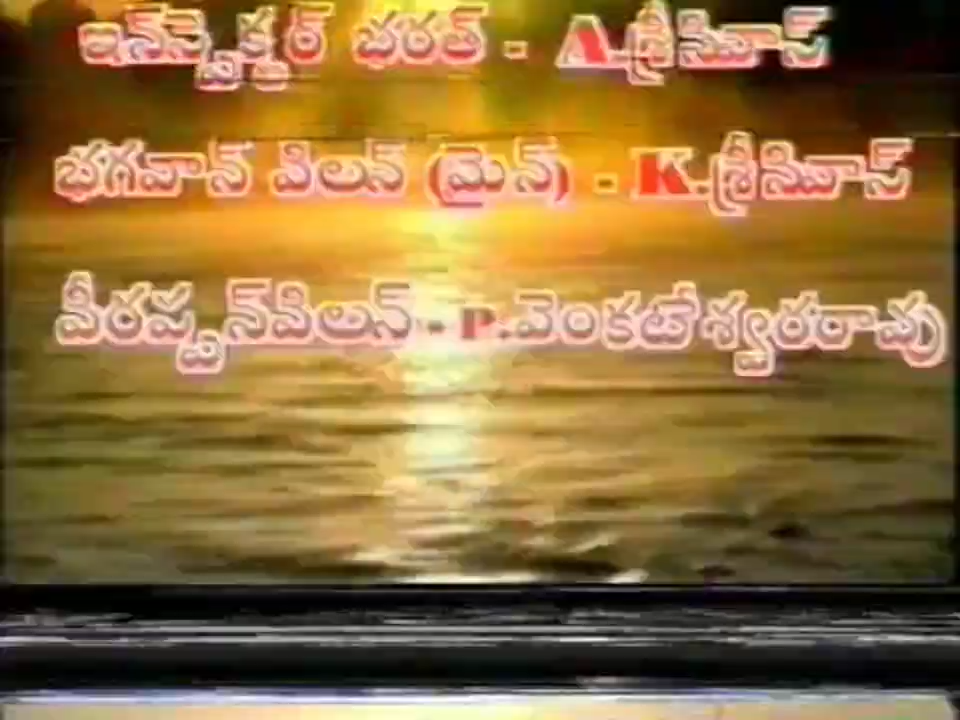 ఇన్‌స్పెక్టర్ భరత్ - A.శ్రీనివాస్
భగవాన్ విలన్ (మైన్) - K.శ్రీనివాస్
వీరప్పన్‌విలన్ - P.వెంకటేశ్వరరావు